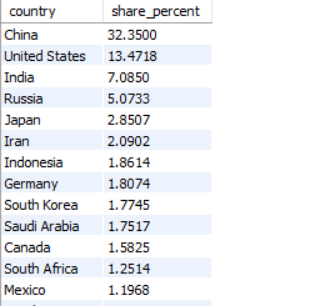 country share_percent
China 32.3500
United States 13.4718
India 7.0850
Russia 5.0733
Japan 2.8507
Iran 2.0902
Indonesia 1.8614
Germany 1.8074
South Korea 1.7745
Saudi Arabia 1.7517
Canada 1.5825
South Africa 1.2514
Mexico 1.1968